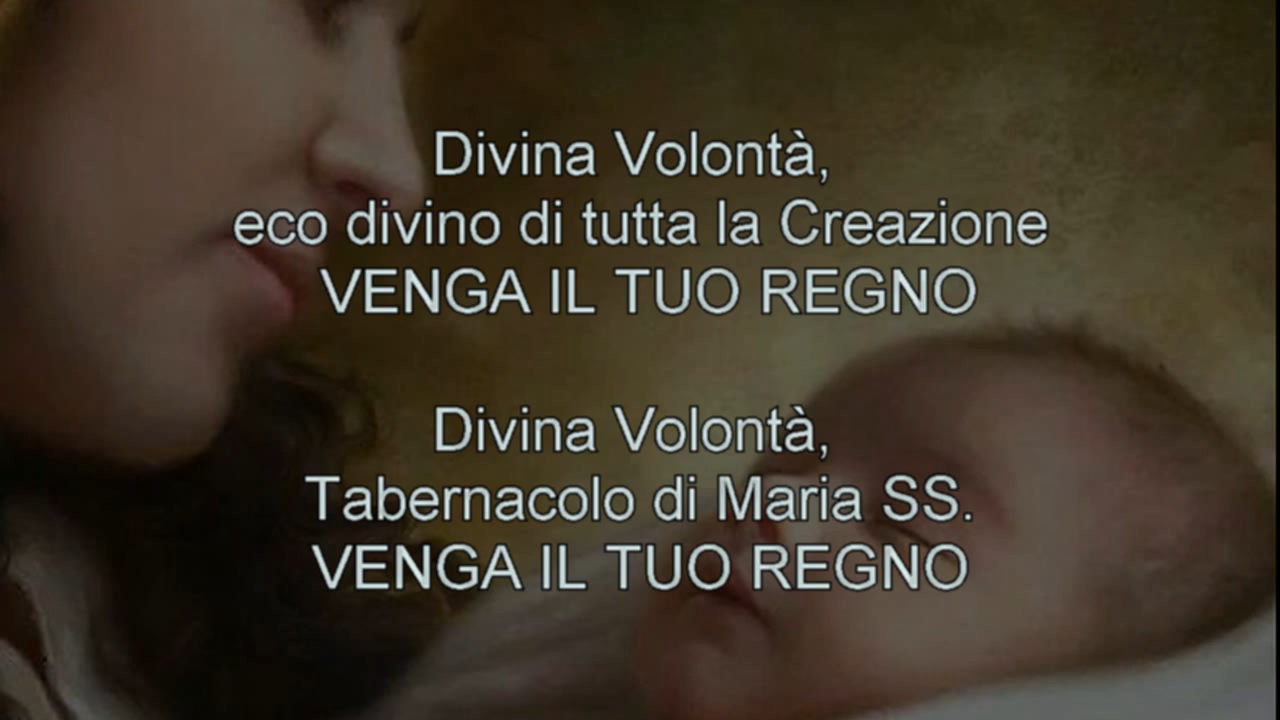 Divina Volontà,
eco divino di tutta la Creazione
VENGA IL TUO REGNO
Divina Volontà,
Tabernacolo di Maria SS.
VENGA IL TUO REGNO